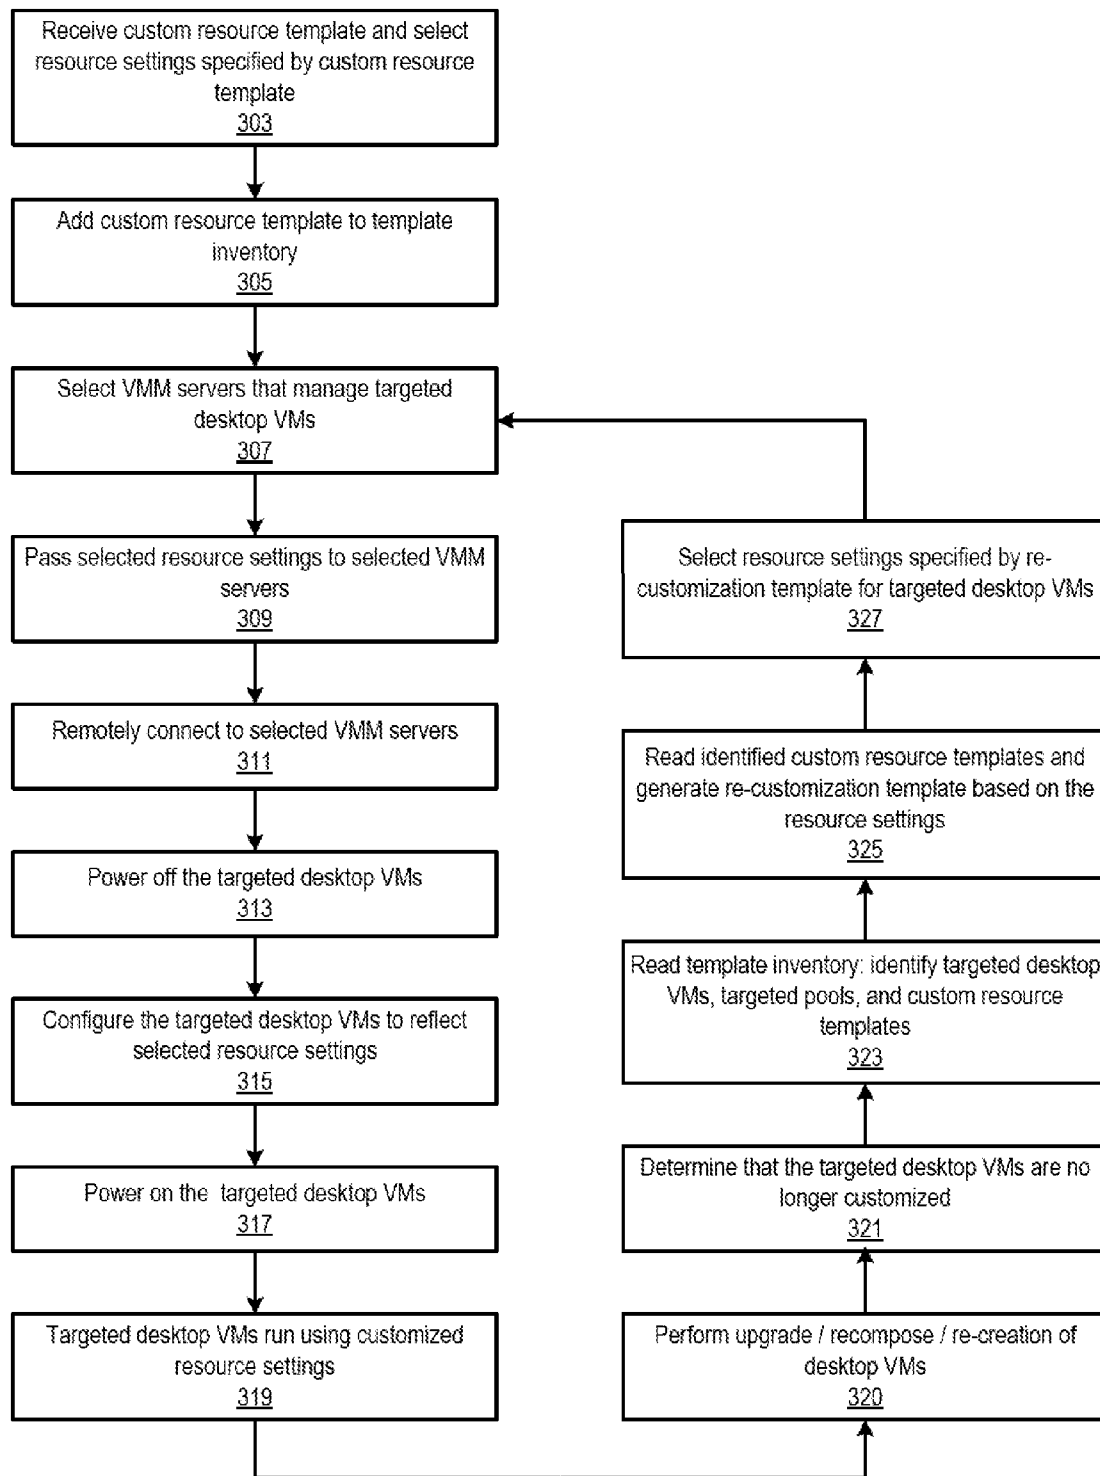 Receive custom resource template and select
resource settings specified by custom resource
template
303
Add custom resource template to template
inventory
305
Select VMM servers that manage targeted
desktop VMs
307
Pass selected resource settings to selected VMM
servers
309
Remotely connect to selected VMM servers
311
Power off the targeted desktop VMs
313
Configure the targeted desktop VMs to reflect
selected resource settings
315
Power on the targeted desktop VMs
317
Targeted desktop VMs run using customized
resource settings
319
Perform upgrade / recompose / re-creation of
desktop VMs
320
Determine that the targeted desktop VMs are no
longer customized
321
Read template inventory: identify targeted desktop
VMs, targeted pools, and custom resource
templates
323
Read identified custom resource templates and
generate re-customization template based on the
resource settings
325
Select resource settings specified by re-
customization template for targeted desktop VMs
327